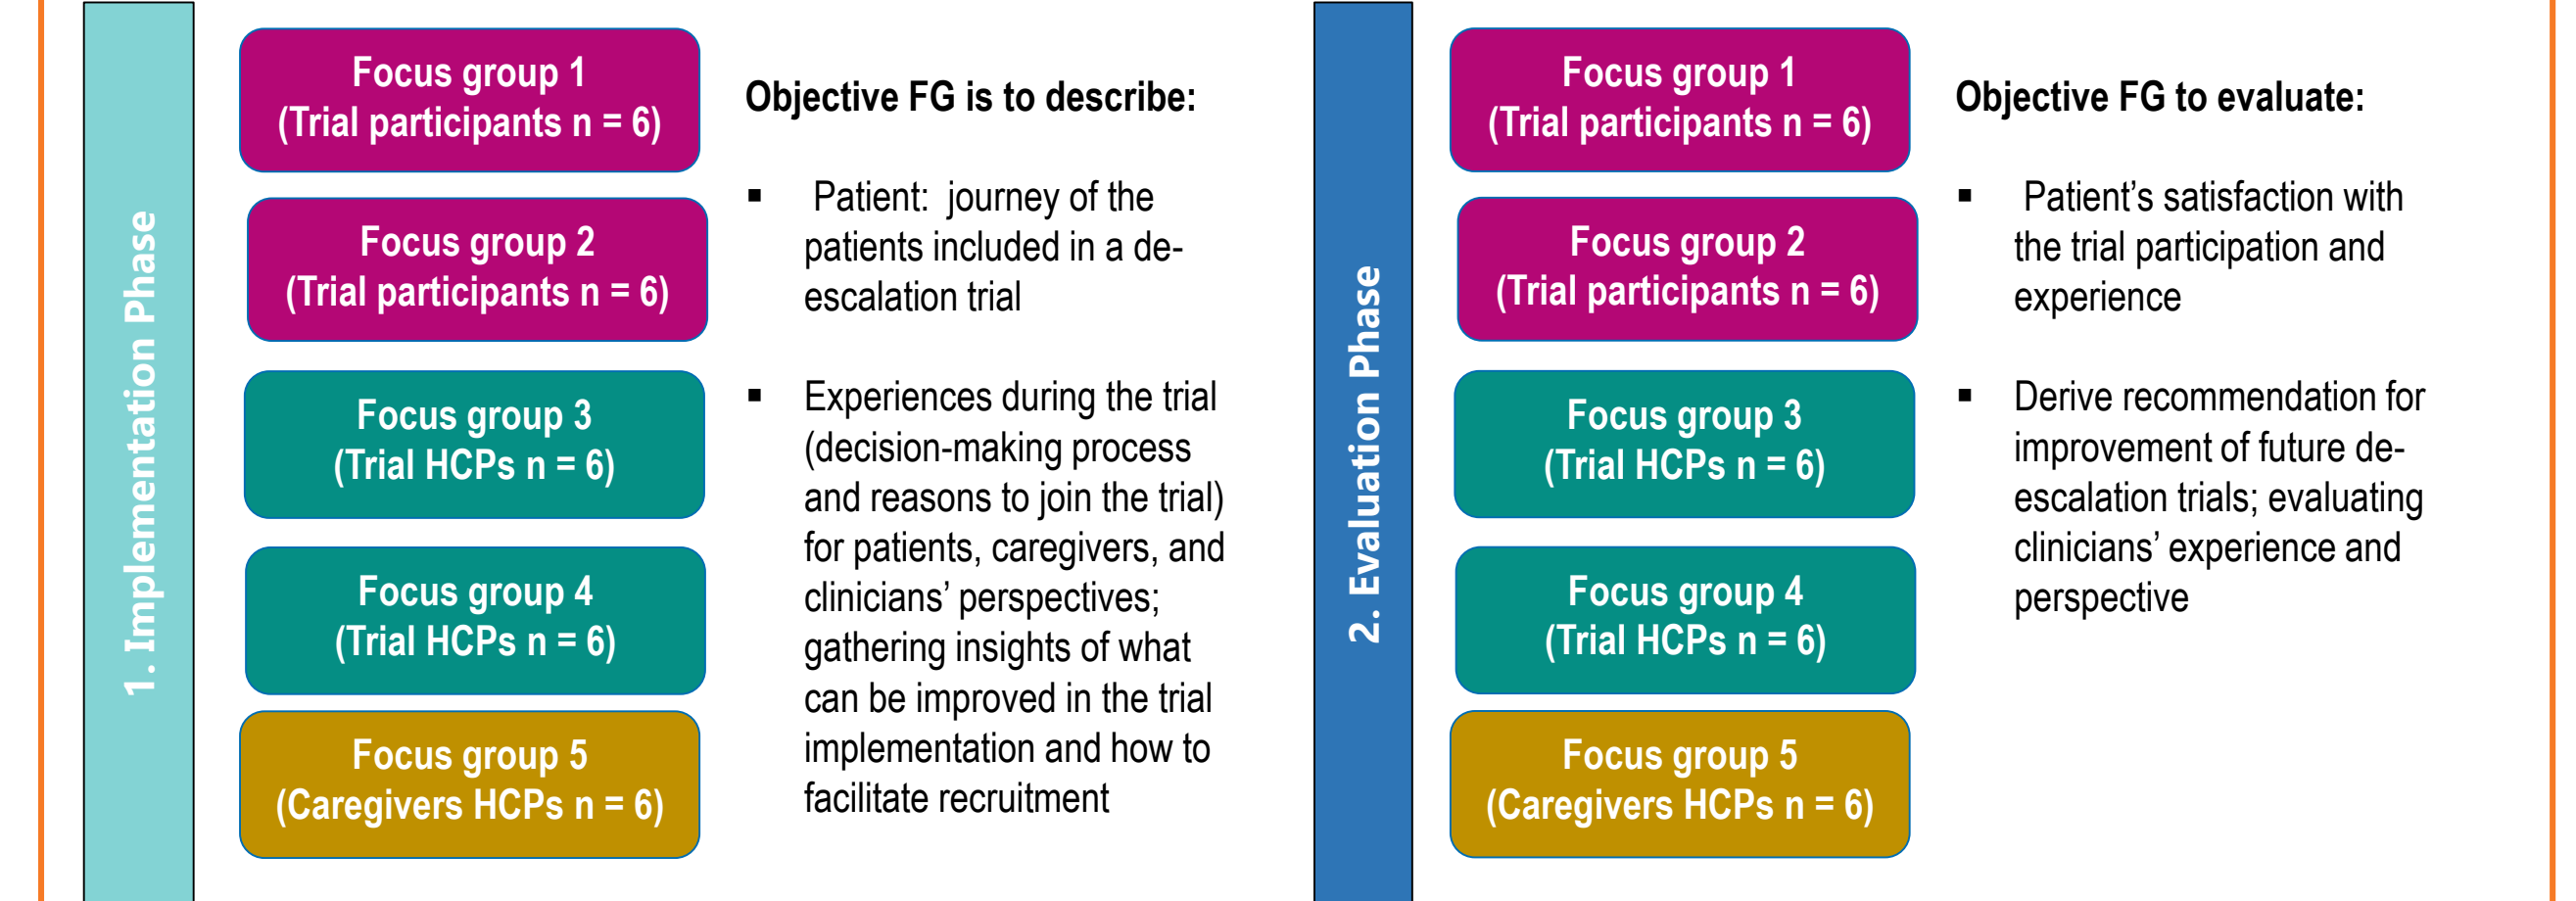 1. Implementation Phase
Focus group 1
(Trial participants n = 6)
Focus group 2
(Trial participants n = 6)
Focus group 3
(Trial HCPs n = 6)
Focus group 4
(Trial HCPs n = 6)
Focus group 5
(Caregivers HCPs n = 6)
Objective FG is to describe:
▪ Patient: journey of the
patients included in a de-
escalation trial
▪ Experiences during the trial
(decision-making process
and reasons to join the trial)
for patients, caregivers, and
clinicians’ perspectives;
gathering insights of what
can be improved in the trial
implementation and how to
facilitate recruitment
2. Evaluation Phase
Focus group 1
(Trial participants n = 6)
Focus group 2
(Trial participants n = 6)
Focus group 3
(Trial HCPs n = 6)
Focus group 4
(Trial HCPs n = 6)
Focus group 5
(Caregivers HCPs n = 6)
Objective FG to evaluate:
▪ Patient’s satisfaction with
the trial participation and
experience
▪ Derive recommendation for
improvement of future de-
escalation trials; evaluating
clinicians’ experience and
perspective